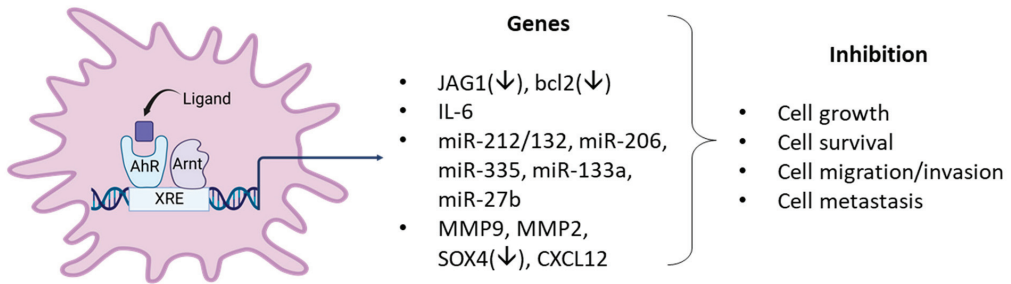 Ligand
AhR
Arnt
XRE
Genes
• JAG1(↓), bcl2(↓)
• IL-6
• miR-212/132, miR-206,
miR-335, miR-133a,
miR-27b
• MMP9, MMP2,
SOX4(↓), CXCL12
Inhibition
• Cell growth
• Cell survival
• Cell migration/invasion
• Cell metastasis